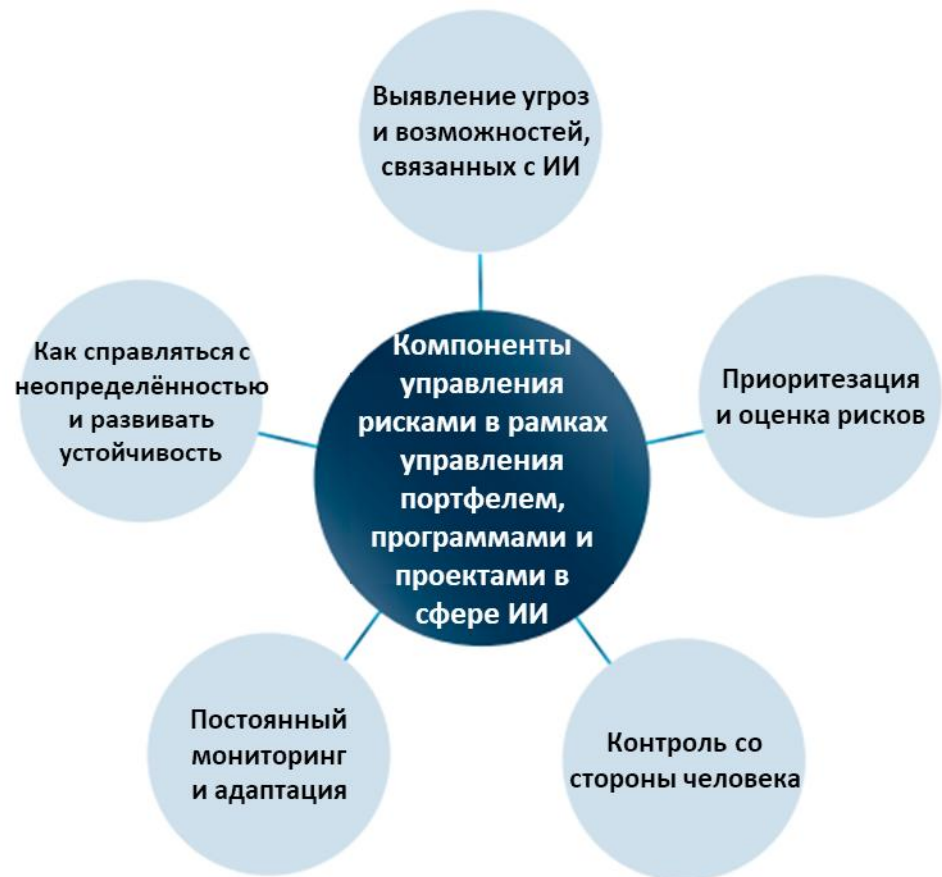 Выявление угроз
и возможностей,
связанных с ИИ
Как справляться с
неопределённостью
и развивать
устойчивость
Компоненты
управления
рисками в рамках
управления
портфелем,
программами и
проектами в
сфере ИИ
Приоритезация
и оценка рисков
Постоянный
мониторинг
и адаптация
Контроль со
стороны человека